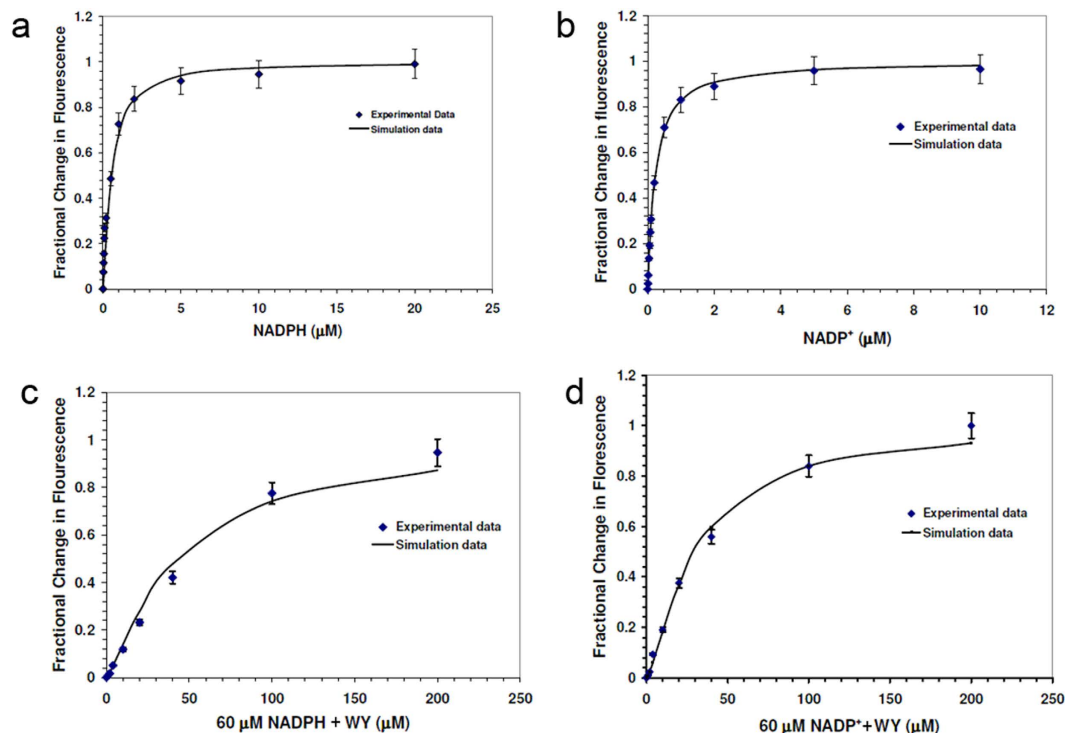 a
Fractional Change in Flourescence
1.2
1
0.8
0.6
0.4
0.2
0
Experimental Data
Simulation data
0 5 10 15 20 25
NADPH (μM)
b
Fractional Change in fluorescence
1.2
1
0.8
0.6
0.4
0.2
0
Experimental data
Simulation data
0 2 4 6 8 10 12
NADP⁺ (μM)
c
Fractional Change in Flourescence
1.2
1
0.8
0.6
0.4
0.2
0
Experimental data
Simulation data
0 50 100 150 200 250
60 μM NADPH + WY (μM)
d
Fractional Change in Florescence
1.2
1
0.8
0.6
0.4
0.2
0
Experimental data
Simulation data
0 50 100 150 200 250
60 μM NADP⁺+WY (μM)